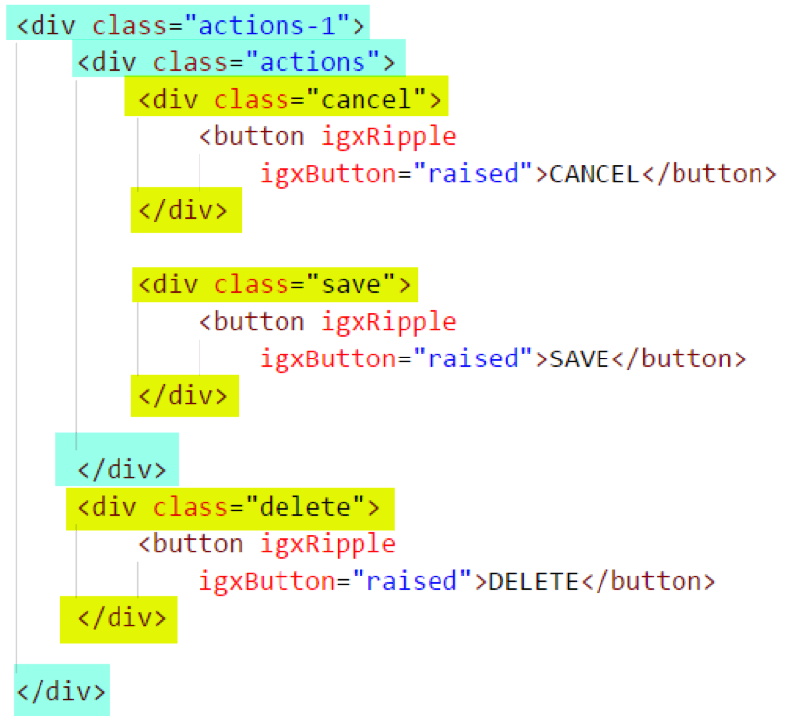 <div class="actions-1">
<div class="actions">
<div class="cancel">
<button igxRipple
igxButton="raised">CANCEL</button>
</div>
<div class="save">
<button igxRipple
igxButton="raised">SAVE</button>
</div>
</div>
<div class="delete">
<button igxRipple
igxButton="raised">DELETE</button>
</div>
</div>